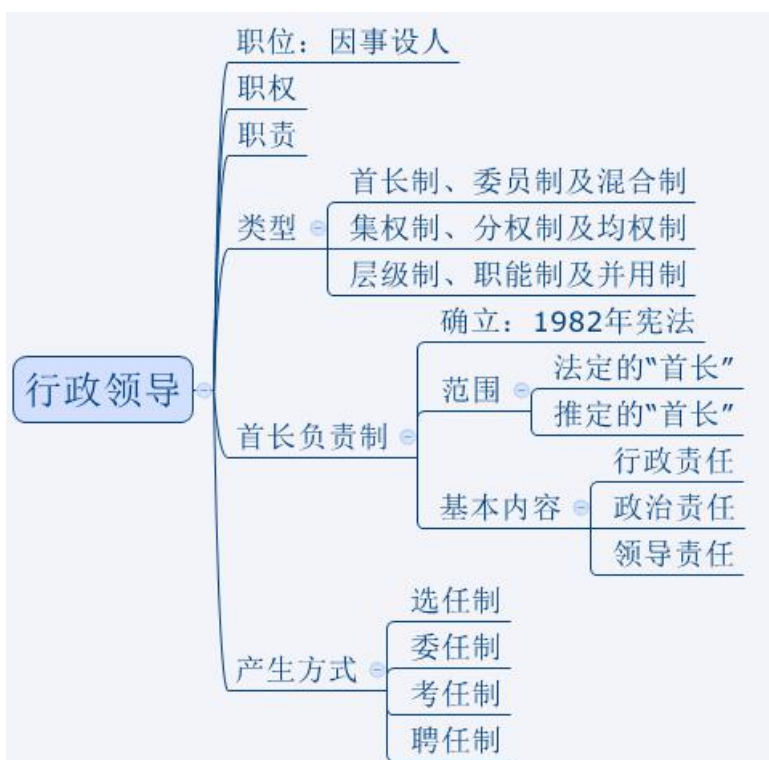 职位：因事设人
职权
职责
类型
首长制、委员制及混合制
集权制、分权制及均权制
层级制、职能制及并用制
行政领导
首长负责制
确立：1982年宪法
范围
法定的“首长”
推定的“首长”
基本内容
行政责任
政治责任
领导责任
产生方式
选任制
委任制
考任制
聘任制